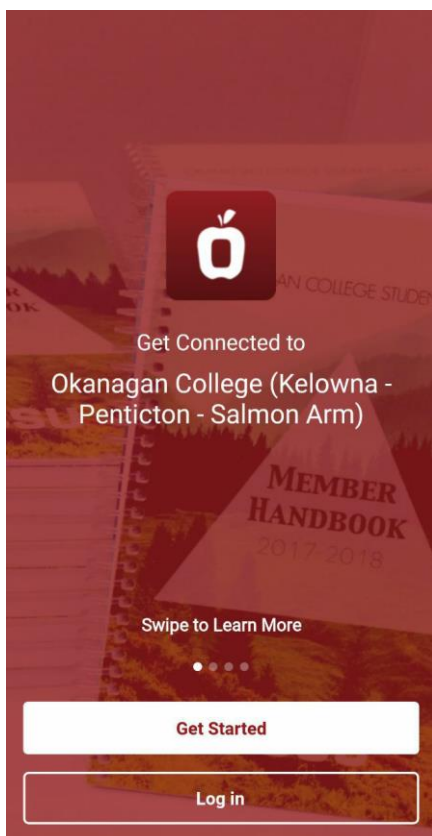 AN COLLEGE STUDEN
OK
Get Connected to
Okanagan College (Kelowna -
Penticton - Salmon Arm)
MEMBER
HANDBOOK
2017-2018
Swipe to Learn More
Get Started
Log in